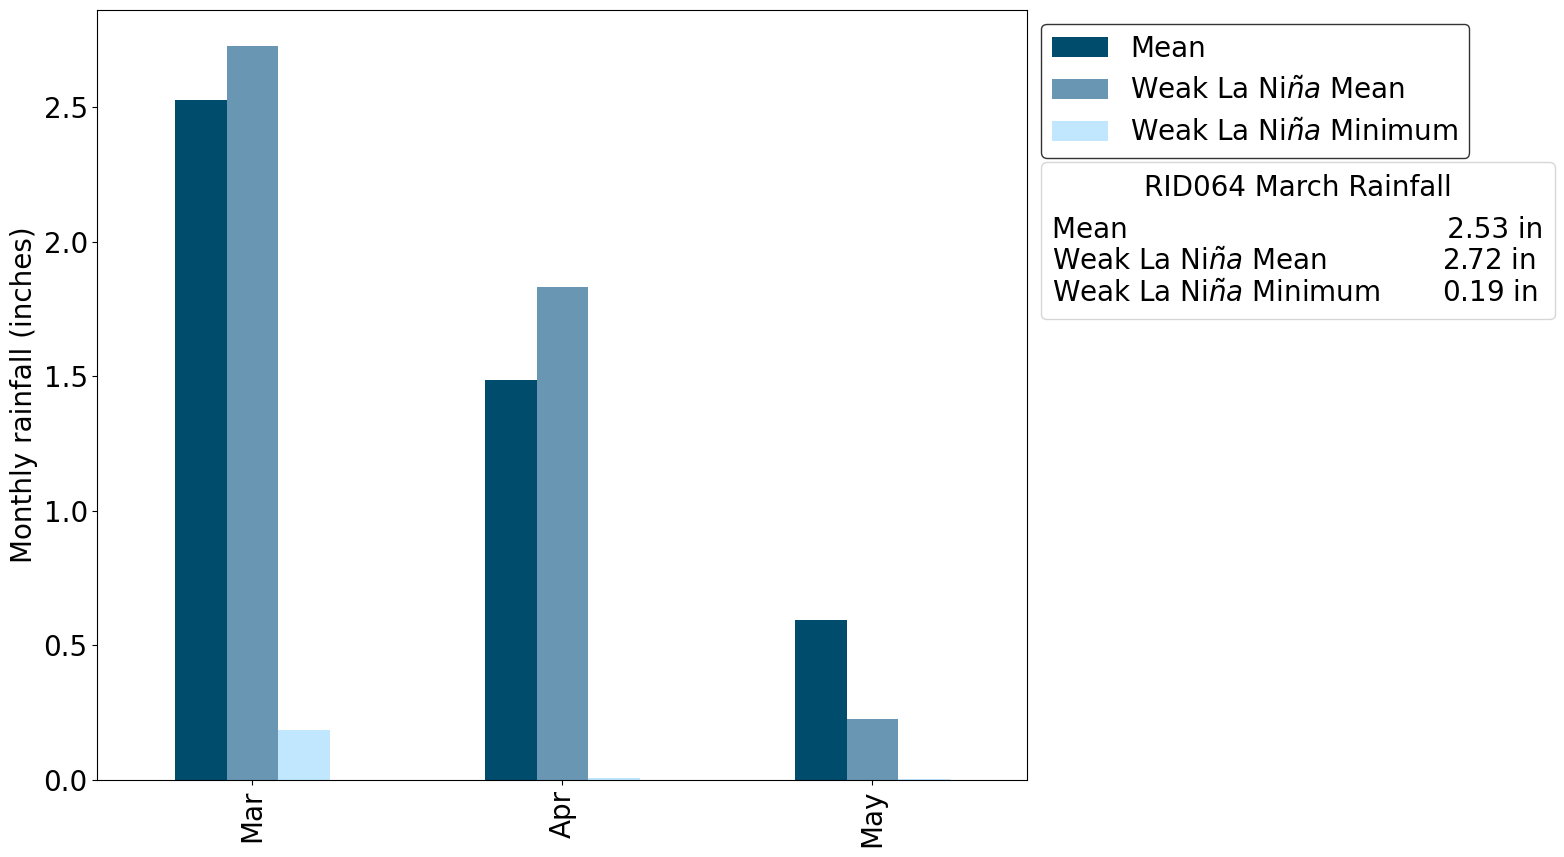 Monthly rainfall (inches)
2.5
2.0
1.5
1.0
0.5
0.0
Mar
Apr
May
Mean
Weak La Niña Mean
Weak La Niña Minimum
RID064 March Rainfall
Mean 2.53 in
Weak La Niña Mean 2.72 in
Weak La Niña Minimum 0.19 in